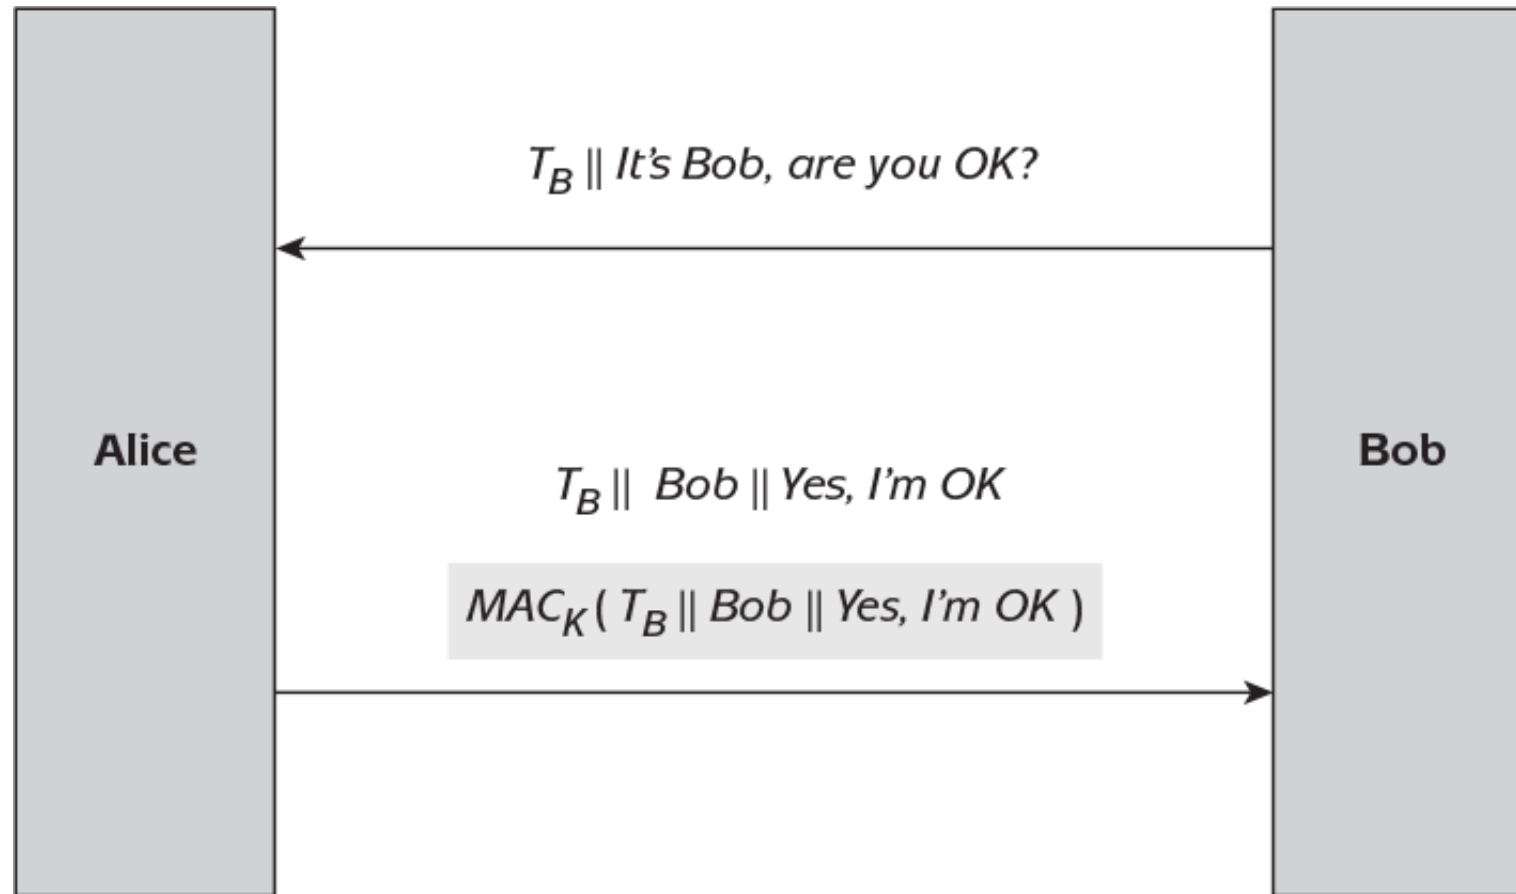 T_B || It's Bob, are you OK?
Alice
Bob
T_B || Bob || Yes, I'm OK
MAC_K ( T_B || Bob || Yes, I'm OK )